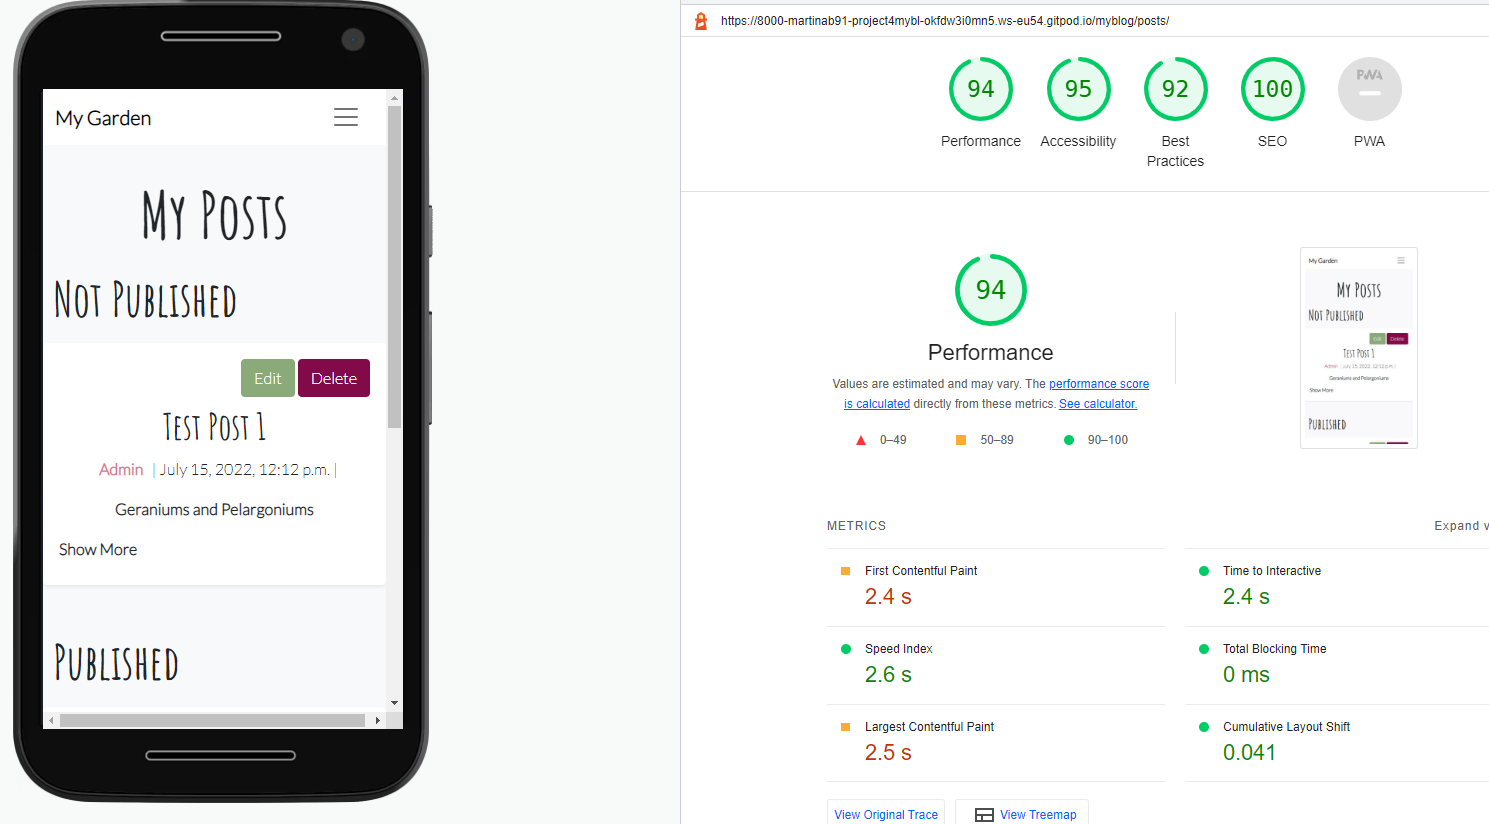 My Garden
My Posts
Not Published
Edit Delete
Test Post 1
Admin | July 15, 2022, 12:12 p.m. |
Geraniums and Pelargoniums
Show More
Published
https://8000-martinab91-project4mybl-okfdw3i0mn5.ws-eu54.gitpod.io/myblog/posts/
94 95 92 100 PWA
Performance Accessibility Best Practices SEO PWA
94
Performance
Values are estimated and may vary. The performance score
is calculated directly from these metrics. See calculator.
0–49 50–89 90–100
My Garden
My Posts
Not Published
Edit Delete
Test Post 1
Admin | July 15, 2022, 12:12 p.m. |
Geraniums and Pelargoniums
Show More
Published
METRICS
Expand v
First Contentful Paint
2.4 s
Time to Interactive
2.4 s
Speed Index
2.6 s
Total Blocking Time
0 ms
Largest Contentful Paint
2.5 s
Cumulative Layout Shift
0.041
View Original Trace
View Treemap